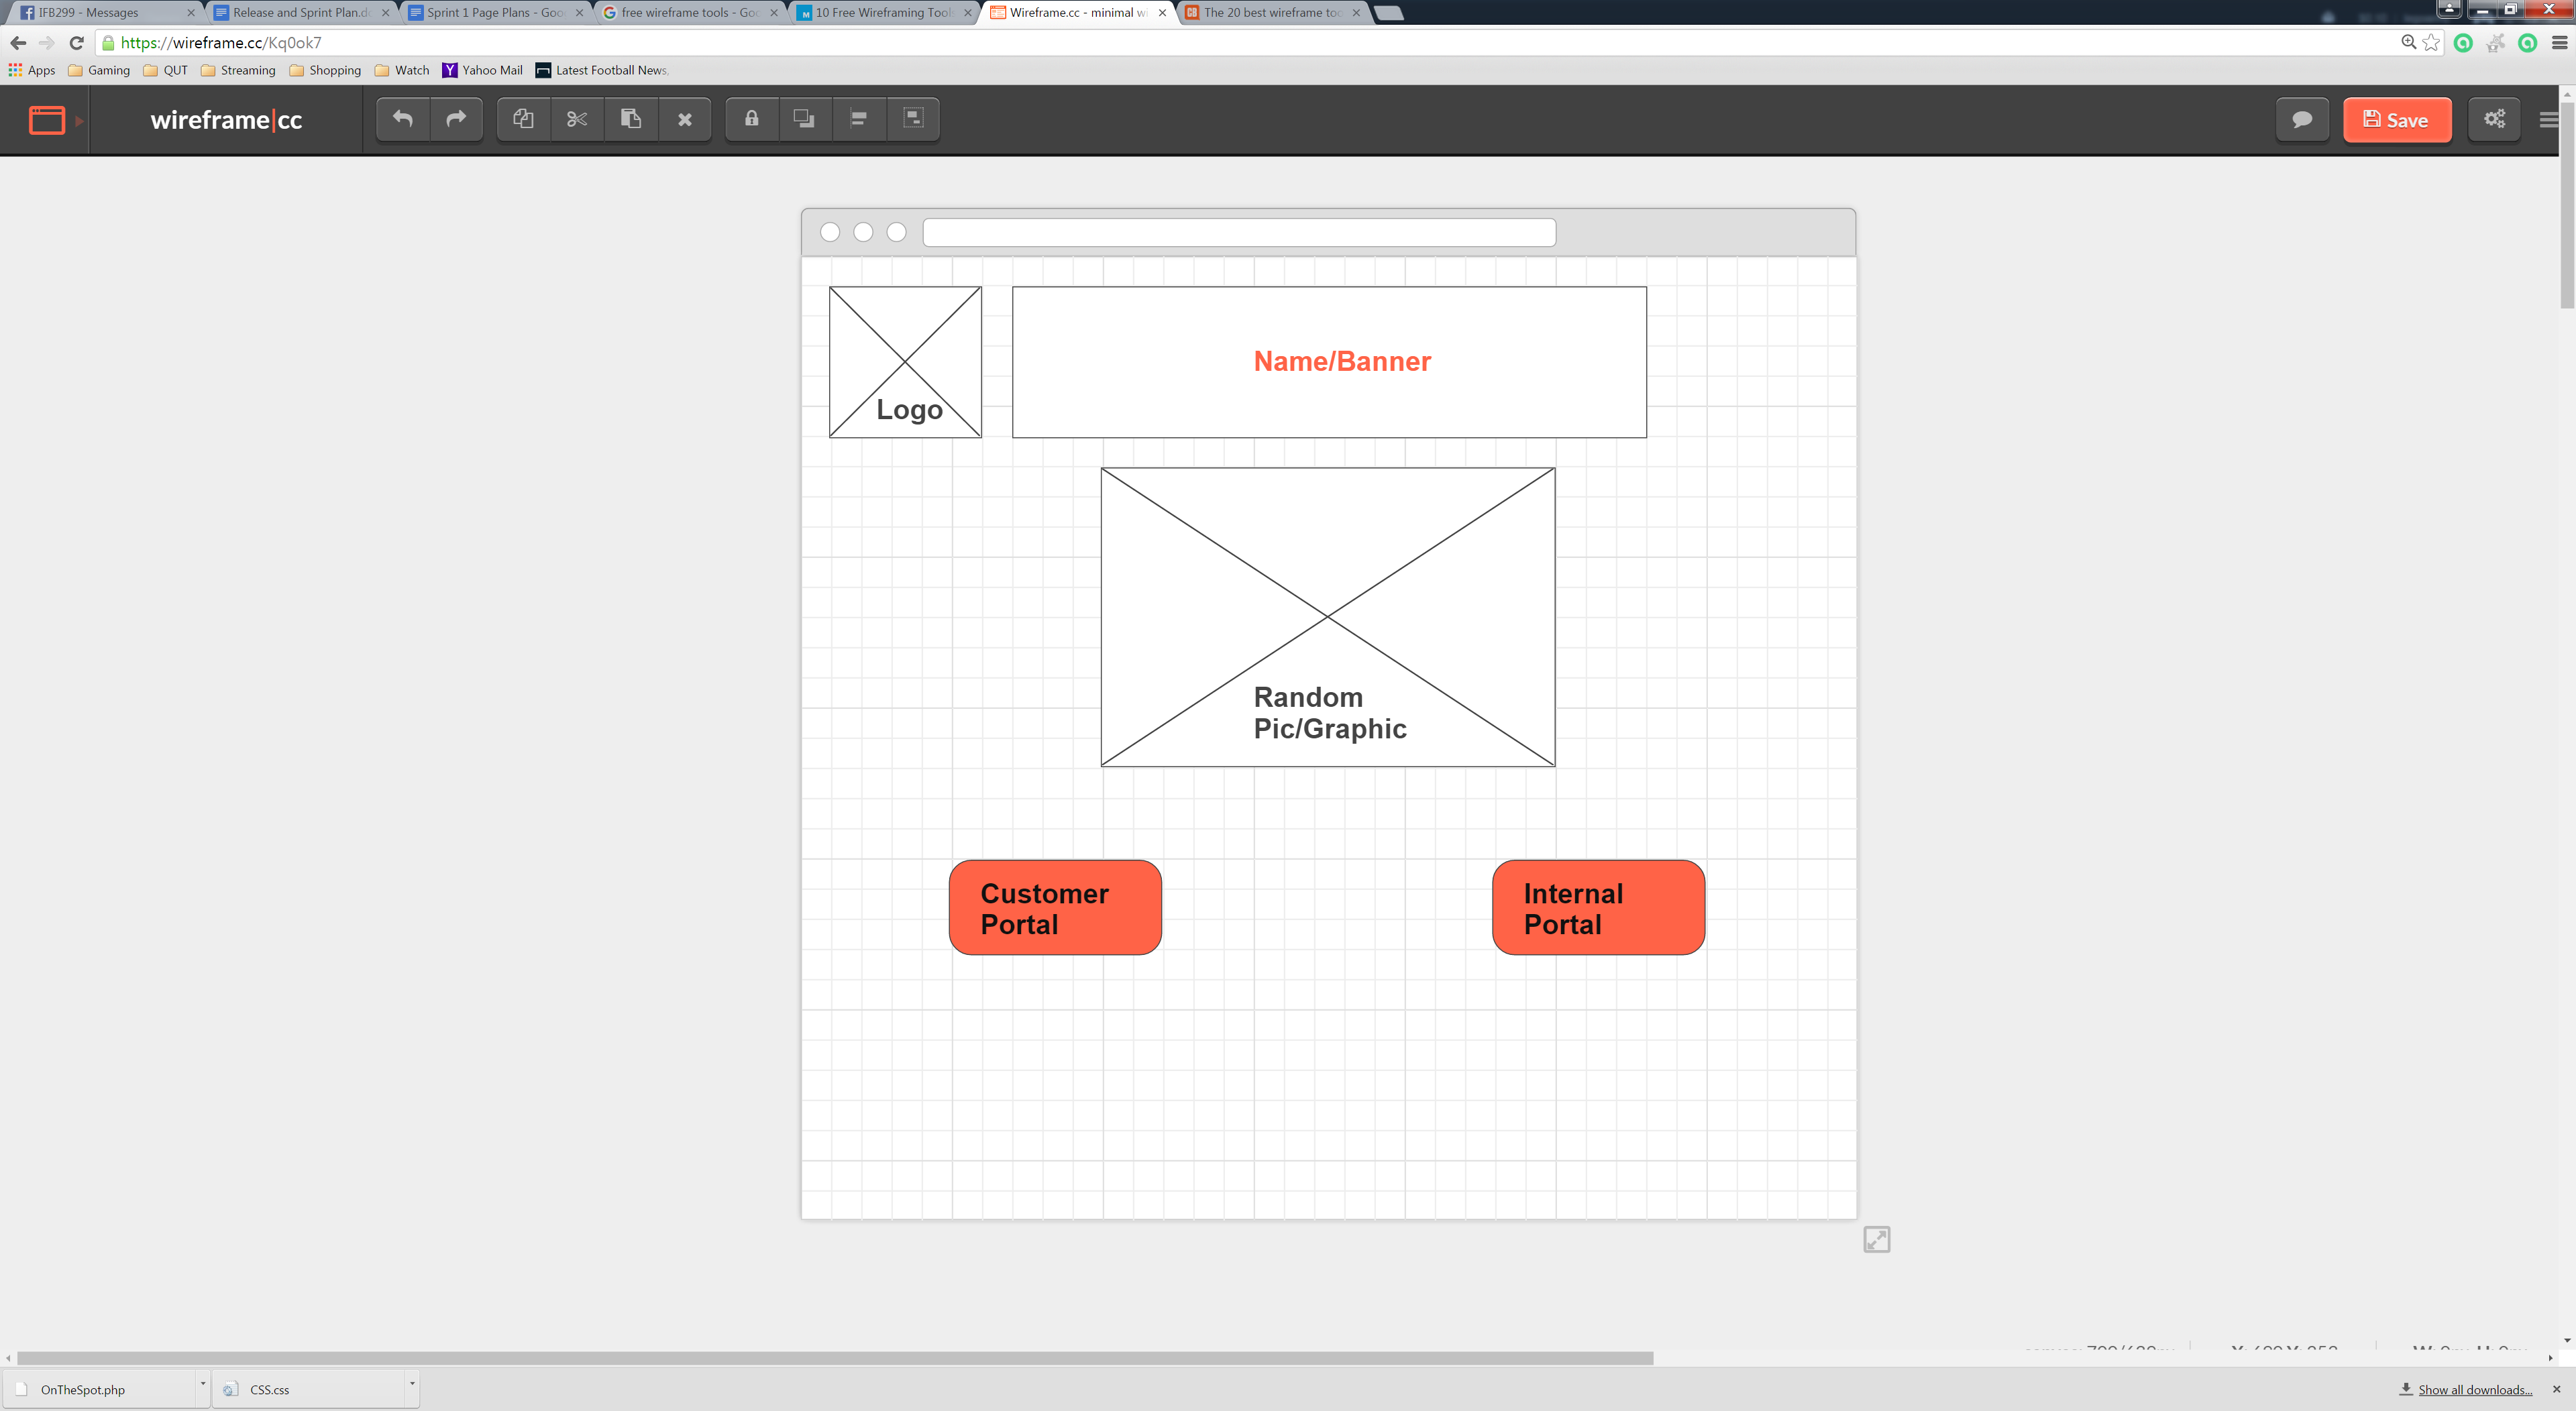 IFB299 - Messages
Release and Sprint Plan.d
Sprint 1 Page Plans - Goo
free wireframe tools - Goo
10 Free Wireframing Tools
Wireframe.cc - minimal w
The 20 best wireframe too
https://wireframe.cc/Kq0ok7
Apps Gaming QUT Streaming Shopping Watch Yahoo Mail Latest Football News.
wireframe|cc
Save
Name/Banner
Logo
Random
Pic/Graphic
Customer
Portal
Internal
Portal
OnTheSpot.php
CSS.css
Show all downloads...